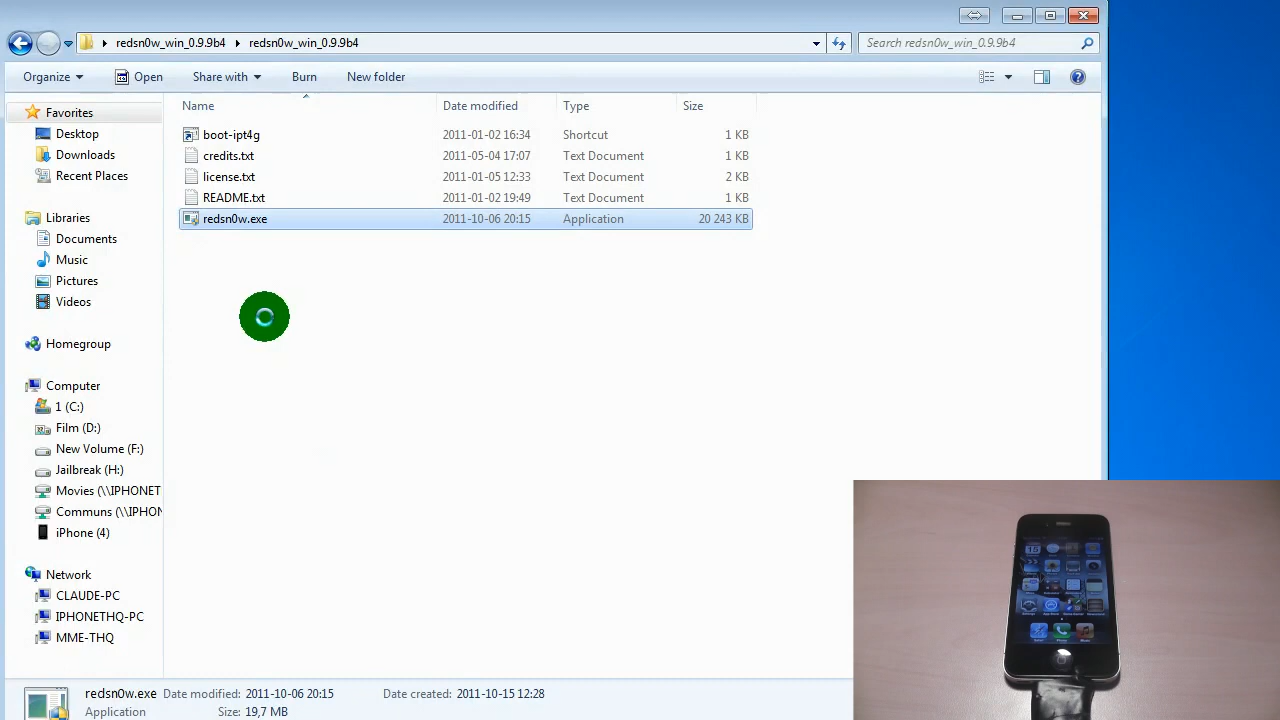 redsn0w_win_0.9.9b4 redsn0w_win_0.9.9b4 Search redsn0w_win_0.9.9b4
Organize Open Share with Burn New folder
Name Date modified Type Size
boot-ipt4g 2011-01-02 16:34 Shortcut 1 KB
credits.txt 2011-05-04 17:07 Text Document 1 KB
license.txt 2011-01-05 12:33 Text Document 2 KB
README.txt 2011-01-02 19:49 Text Document 1 KB
redsn0w.exe 2011-10-06 20:15 Application 20 243 KB
Favorites
Desktop
Downloads
Recent Places
Libraries
Documents
Music
Pictures
Videos
Homegroup
Computer
1 (C:)
Film (D:)
New Volume (F:)
Jailbreak (H:)
Movies (\\IPHONET
Communs (\\IPHON
iPhone (4)
Network
CLAUDE-PC
IPHONETHQ-PC
MME-THQ
redsn0w.exe Date modified: 2011-10-06 20:15 Date created: 2011-10-15 12:28
Application Size: 19,7 MB